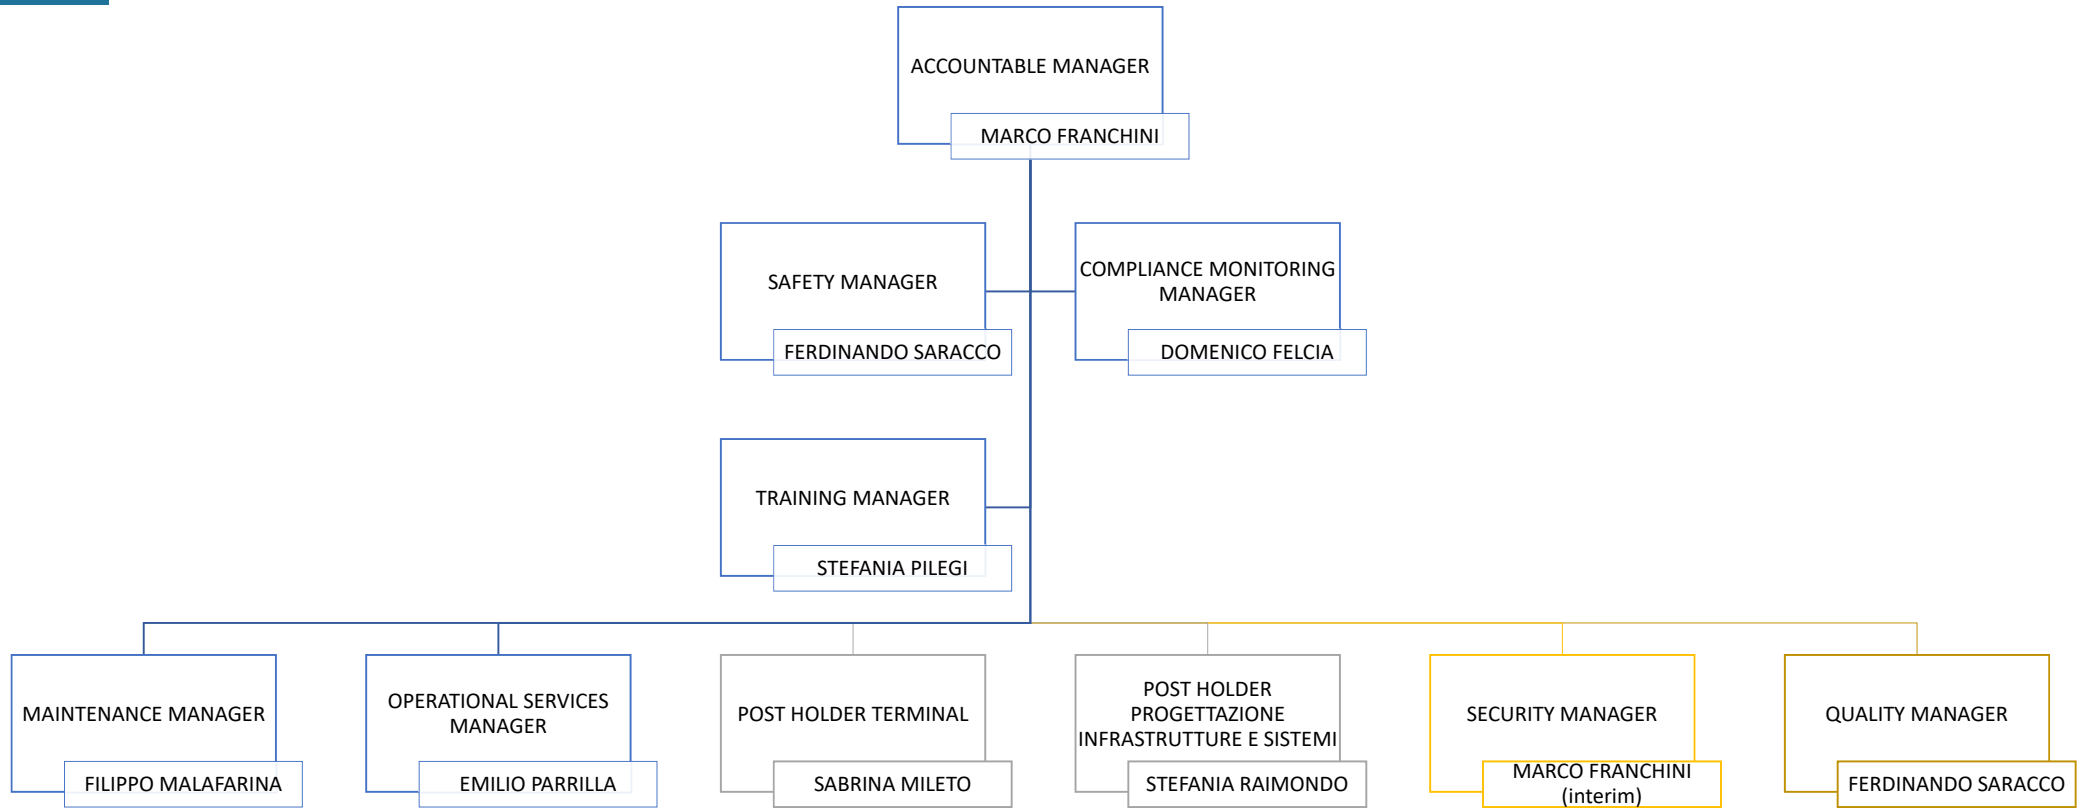 ACCOUNTABLE MANAGER
MARCO FRANCHINI
SAFETY MANAGER
FERDINANDO SARACCO
COMPLIANCE MONITORING
MANAGER
DOMENICO FELCIA
TRAINING MANAGER
STEFANIA PILEGI
MAINTENANCE MANAGER
FILIPPO MALAFARINA
OPERATIONAL SERVICES
MANAGER
EMILIO PARRILLA
POST HOLDER TERMINAL
SABRINA MILETO
POST HOLDER
PROGETTAZIONE
INFRASTRUTTURE E SISTEMI
STEFANIA RAIMONDO
SECURITY MANAGER
MARCO FRANCHINI
(interim)
QUALITY MANAGER
FERDINANDO SARACCO